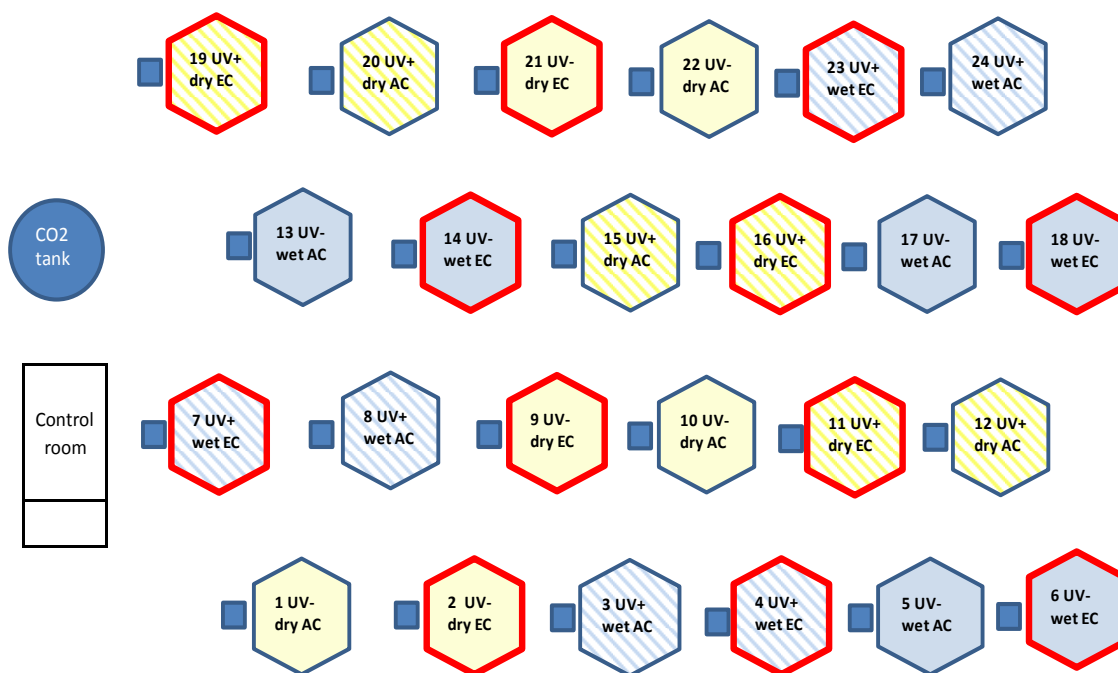 19 UV+
dry EC
20 UV+
dry AC
21 UV-
dry EC
22 UV-
dry AC
23 UV+
wet EC
24 UV+
wet AC
CO2
tank
13 UV-
wet AC
14 UV-
wet EC
15 UV+
dry AC
16 UV+
dry EC
17 UV-
wet AC
18 UV-
wet EC
Control
room
7 UV+
wet EC
8 UV+
wet AC
9 UV-
dry EC
10 UV-
dry AC
11 UV+
dry EC
12 UV+
dry AC
1 UV-
dry AC
2 UV-
dry EC
3 UV+
wet AC
4 UV+
wet EC
5 UV-
wet AC
6 UV-
wet EC